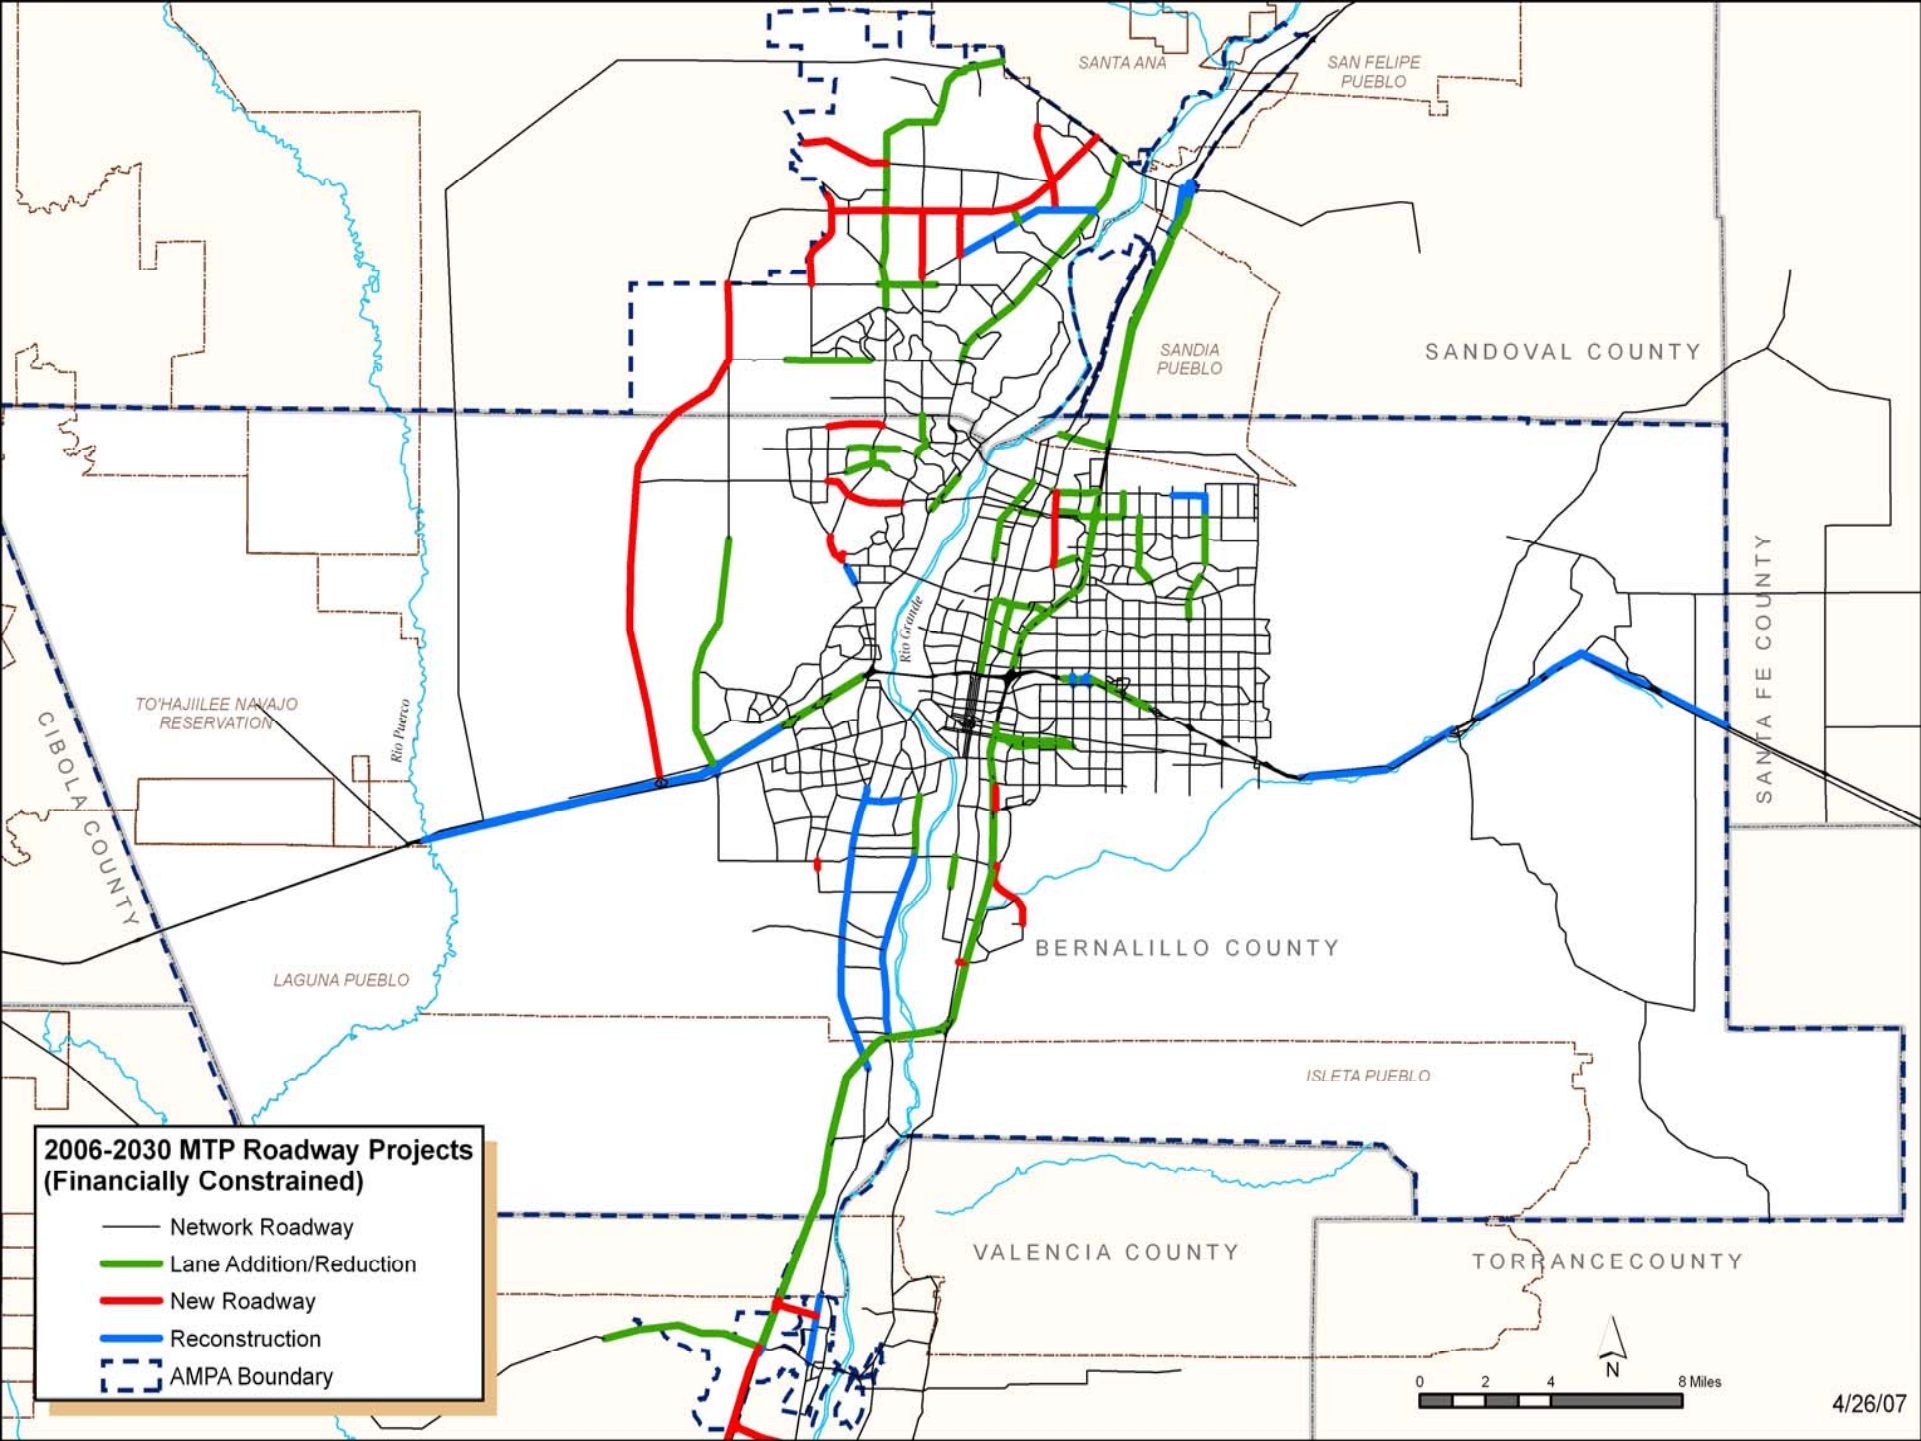 SANTA ANA
SAN FELIPE
PUEBLO
SANDIA
PUEBLO
SANDOVAL COUNTY
SANTA FE COUNTY
Rio Grande
TO'HAJIILEE NAVAJO
RESERVATION
Rio Puerco
CIBOLA COUNTY
BERNALILLO COUNTY
LAGUNA PUEBLO
ISLETA PUEBLO
VALENCIA COUNTY
TORRANCECOUNTY
2006-2030 MTP Roadway Projects
(Financially Constrained)
Network Roadway
Lane Addition/Reduction
New Roadway
Reconstruction
AMPA Boundary
N
0 2 4 8 Miles
4/26/07